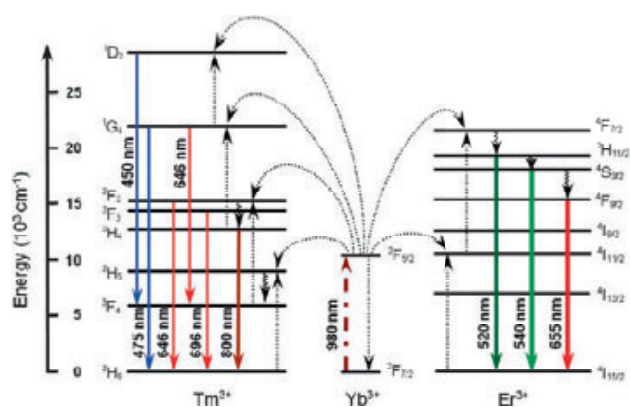 Energy (10³cm⁻¹)
25
20
15
10
5
0
¹D₂
¹G₄
³F₂
³F₃
³H₄
³H₅
³F₄
³H₆
450 nm
475 nm
646 nm
646 nm
696 nm
800 nm
Tm³⁺
²F₅/₂
980 nm
²F₇/₂
Yb³⁺
⁴F₇/₂
²H₁₁/₂
⁴S₃/₂
⁴F₉/₂
⁴I₉/₂
⁴I₁₁/₂
⁴I₁₃/₂
⁴I₁₅/₂
520 nm
540 nm
655 nm
Er³⁺